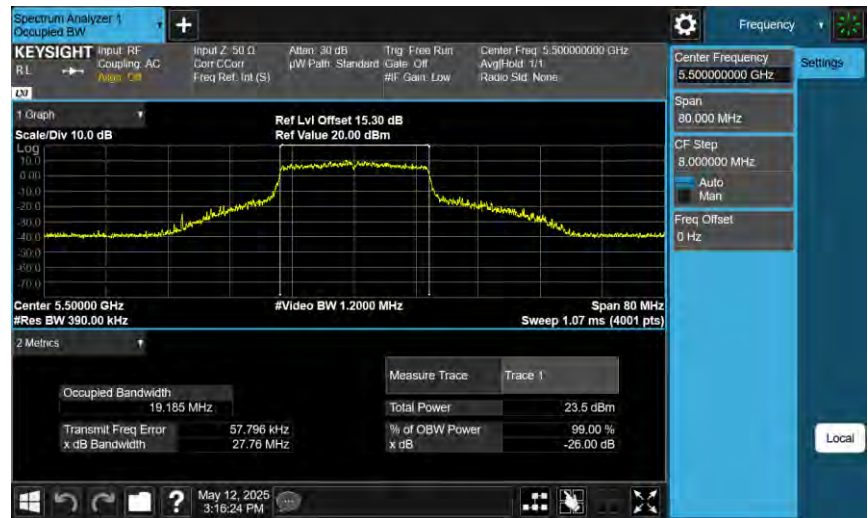 Spectrum Analyzer 1
Occupied BW
Frequency
KEYSIGHT
RL
LXI
Input: RF
Coupling: AC
Align: Off
Input Z: 50 Ω
Corr CCorr
Freq Ref: Int (S)
Atten: 30 dB
µW Path: Standard
Trig: Free Run
Gate: Off
#IF Gain: Low
Center Freq: 5.500000000 GHz
Avg|Hold: 1/1
Radio Std: None
Center Frequency
5.500000000 GHz
Settings
Span
80.000 MHz
CF Step
8.000000 MHz
Auto
Man
Freq Offset
0 Hz
Local
1 Graph
Scale/Div 10.0 dB
Ref Lvl Offset 15.30 dB
Ref Value 20.00 dBm
Log
10.0
0.00
-10.0
-20.0
-30.0
-40.0
-50.0
-60.0
-70.0
Center 5.50000 GHz
#Video BW 1.2000 MHz
Span 80 MHz
#Res BW 390.00 kHz
Sweep 1.07 ms (4001 pts)
2 Metrics
Measure Trace Trace 1
Occupied Bandwidth
19.185 MHz
Total Power 23.5 dBm
Transmit Freq Error 57.796 kHz
% of OBW Power 99.00 %
x dB Bandwidth 27.76 MHz
x dB -26.00 dB
?
May 12, 2025
3:16:24 PM